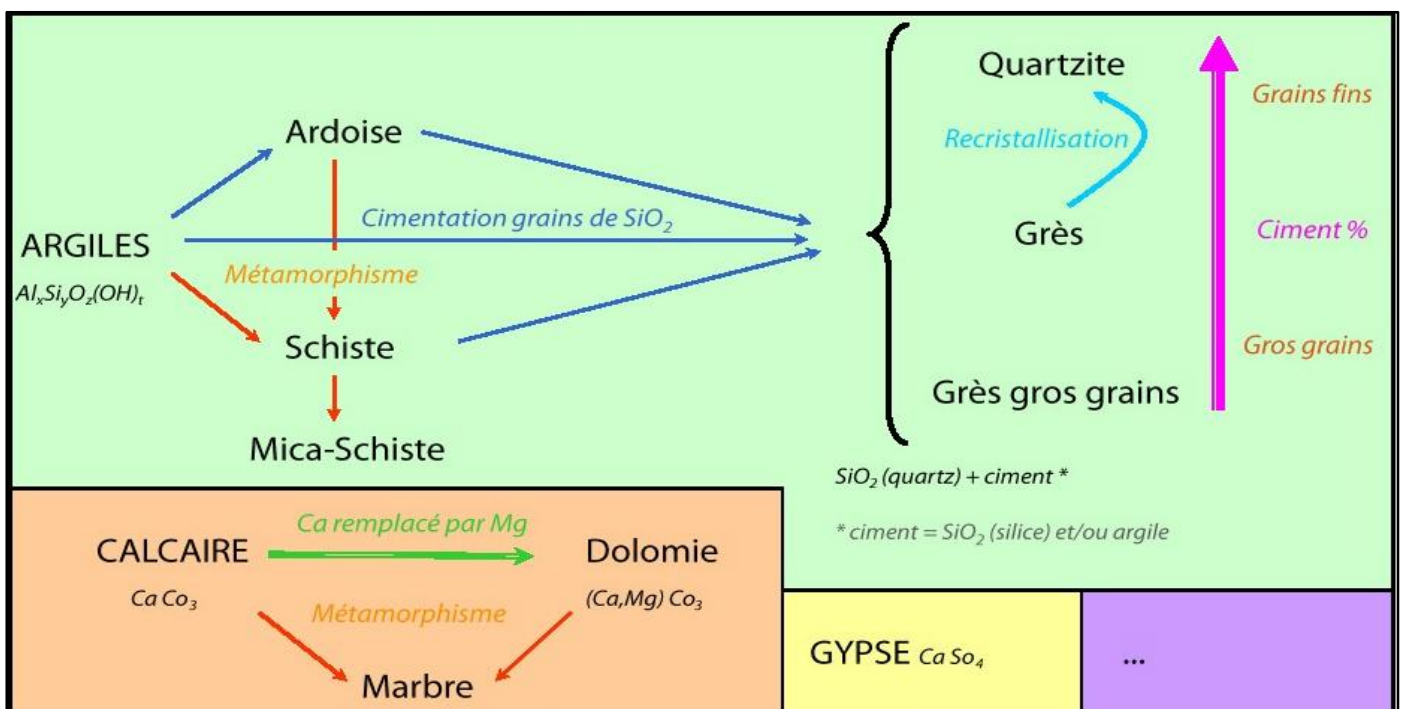 Quartzite
Grains fins
Ardoise
Recristallisation
Cimentation grains de SiO₂
ARGILES
Grès
Ciment %
Métamorphisme
AlₓSiᵧO_z(OH)ₜ
Schiste
Gros grains
Grès gros grains
Mica-Schiste
SiO₂ (quartz) + ciment *
* ciment = SiO₂ (silice) et/ou argile
Ca remplacé par Mg
CALCAIRE
Dolomie
Ca Co₃
(Ca,Mg) Co₃
Métamorphisme
Marbre
GYPSE Ca So₄
...